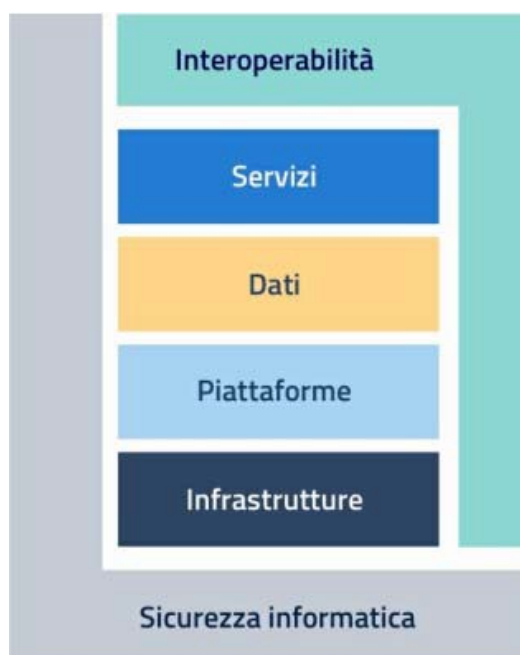 Interoperabilità
Servizi
Dati
Piattaforme
Infrastrutture
Sicurezza informatica